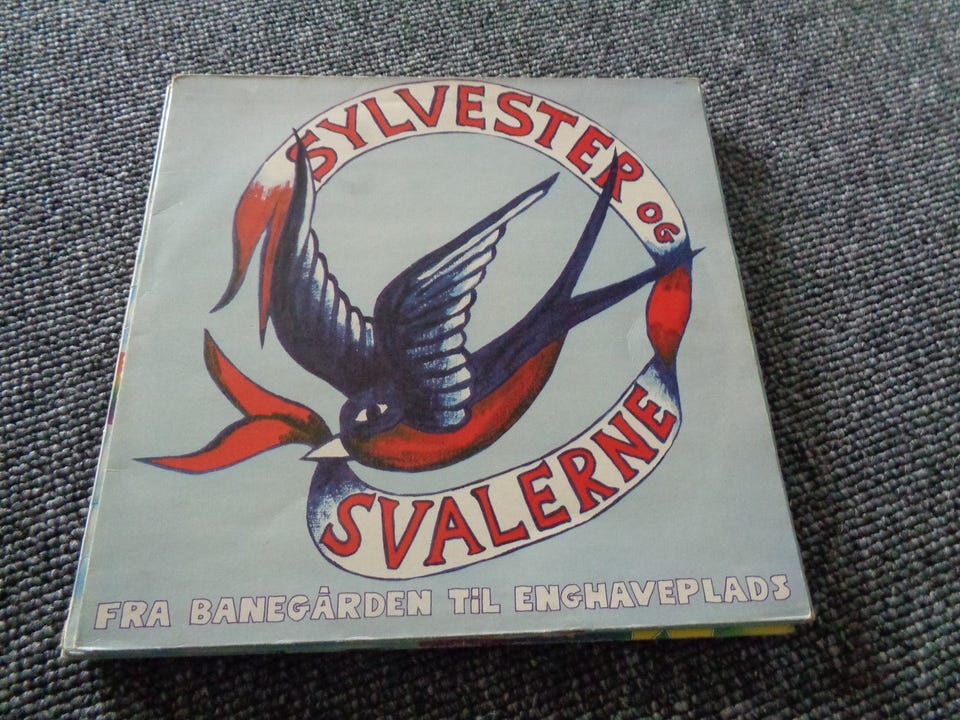 SYLVESTER OG
SVALERNE
FRA BANEGÅRDEN TiL ENGHAVEPLADS